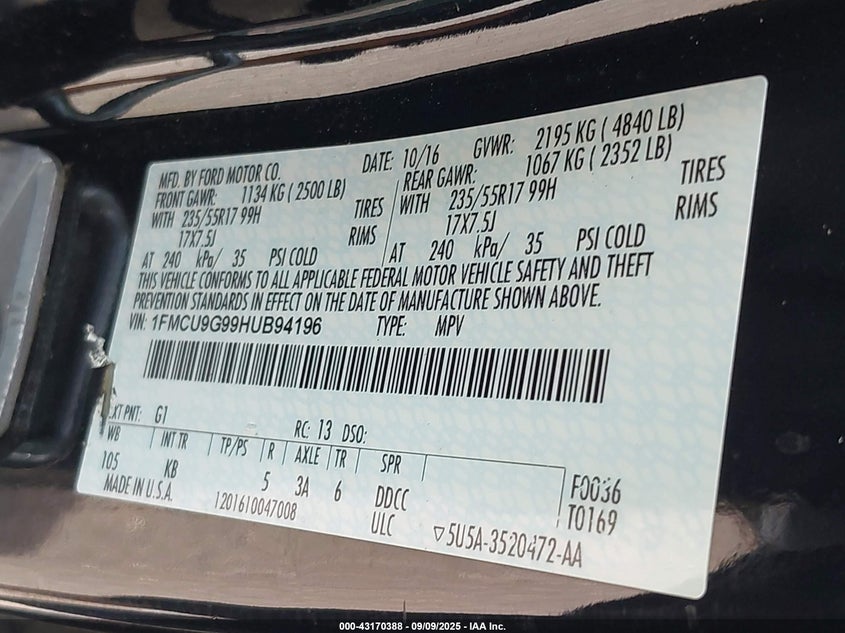 MFD. BY FORD MOTOR CO. DATE: 10/16 GVWR: 2195 KG ( 4840 LB)
FRONT GAWR: 1134 KG ( 2500 LB) REAR GAWR: 1067 KG ( 2352 LB)
WITH 235/55R17 99H TIRES WITH 235/55R17 99H TIRES
17X7.5J RIMS 17X7.5J RIMS
AT 240 kPa/ 35 PSI COLD AT 240 kPa/ 35 PSI COLD
THIS VEHICLE CONFORMS TO ALL APPLICABLE FEDERAL MOTOR VEHICLE SAFETY AND THEFT
PREVENTION STANDARDS IN EFFECT ON THE DATE OF MANUFACTURE SHOWN ABOVE.
VIN: 1FMCU9G99HUB94196 TYPE: MPV
XT PNT: G1 RC: 13 DSO:
WB INT TR TP/PS R AXLE TR SPR
105 KB 5 3A 6 DDCC F0036
MADE IN U.S.A. 1201610047008 ULC T0169
▽5U5A-3520472-AA
000-43170388 - 09/09/2025 - IAA Inc.